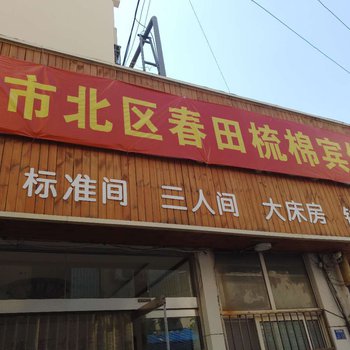 市北区春田梳棉宾
标准间 三人间 大床房